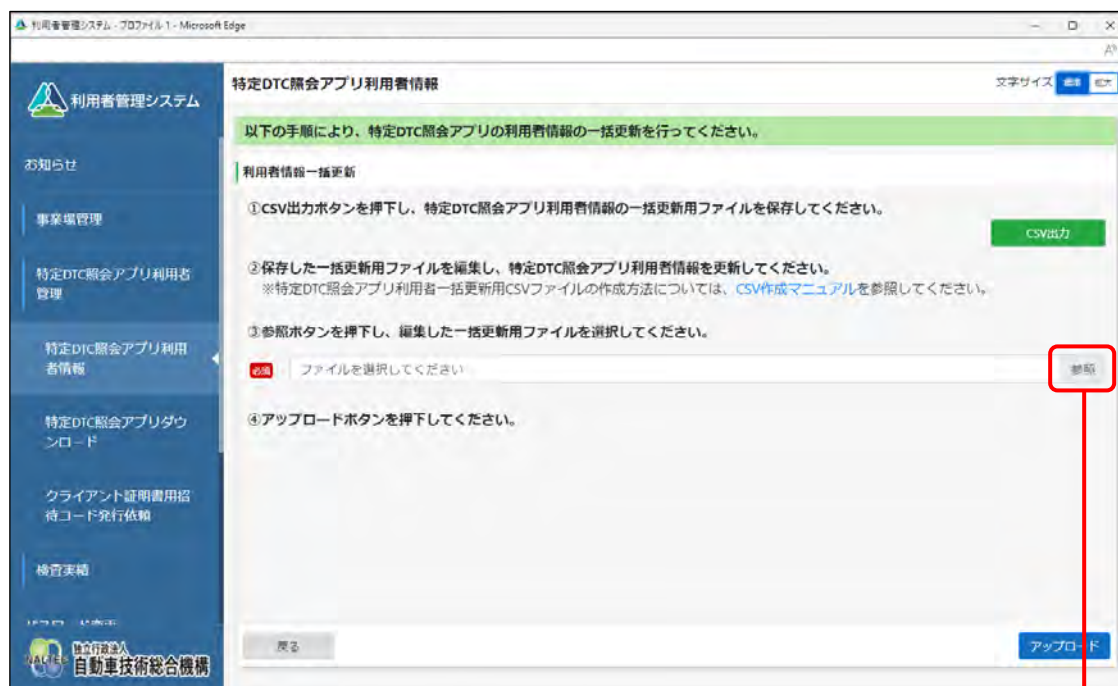 利用者管理システム - プロファイル 1 - Microsoft Edge
利用者管理システム
特定DTC照会アプリ利用者情報
文字サイズ 標準 拡大
以下の手順により、特定DTC照会アプリの利用者情報の一括更新を行ってください。
お知らせ
利用者情報一括更新
①CSV出力ボタンを押下し、特定DTC照会アプリ利用者情報の一括更新用ファイルを保存してください。
事業場管理
CSV出力
特定DTC照会アプリ利用者
管理
②保存した一括更新用ファイルを編集し、特定DTC照会アプリ利用者情報を更新してください。
※特定DTC照会アプリ利用者一括更新用CSVファイルの作成方法については、CSV作成マニュアルを参照してください。
③参照ボタンを押下し、編集した一括更新用ファイルを選択してください。
特定DTC照会アプリ利用
者情報
必須 ファイルを選択してください 参照
特定DTC照会アプリダウ
ンロード
④アップロードボタンを押下してください。
クライアント証明書用招
待コード発行依頼
検査実績
戻る アップロード
NALTEC 独立行政法人
自動車技術総合機構